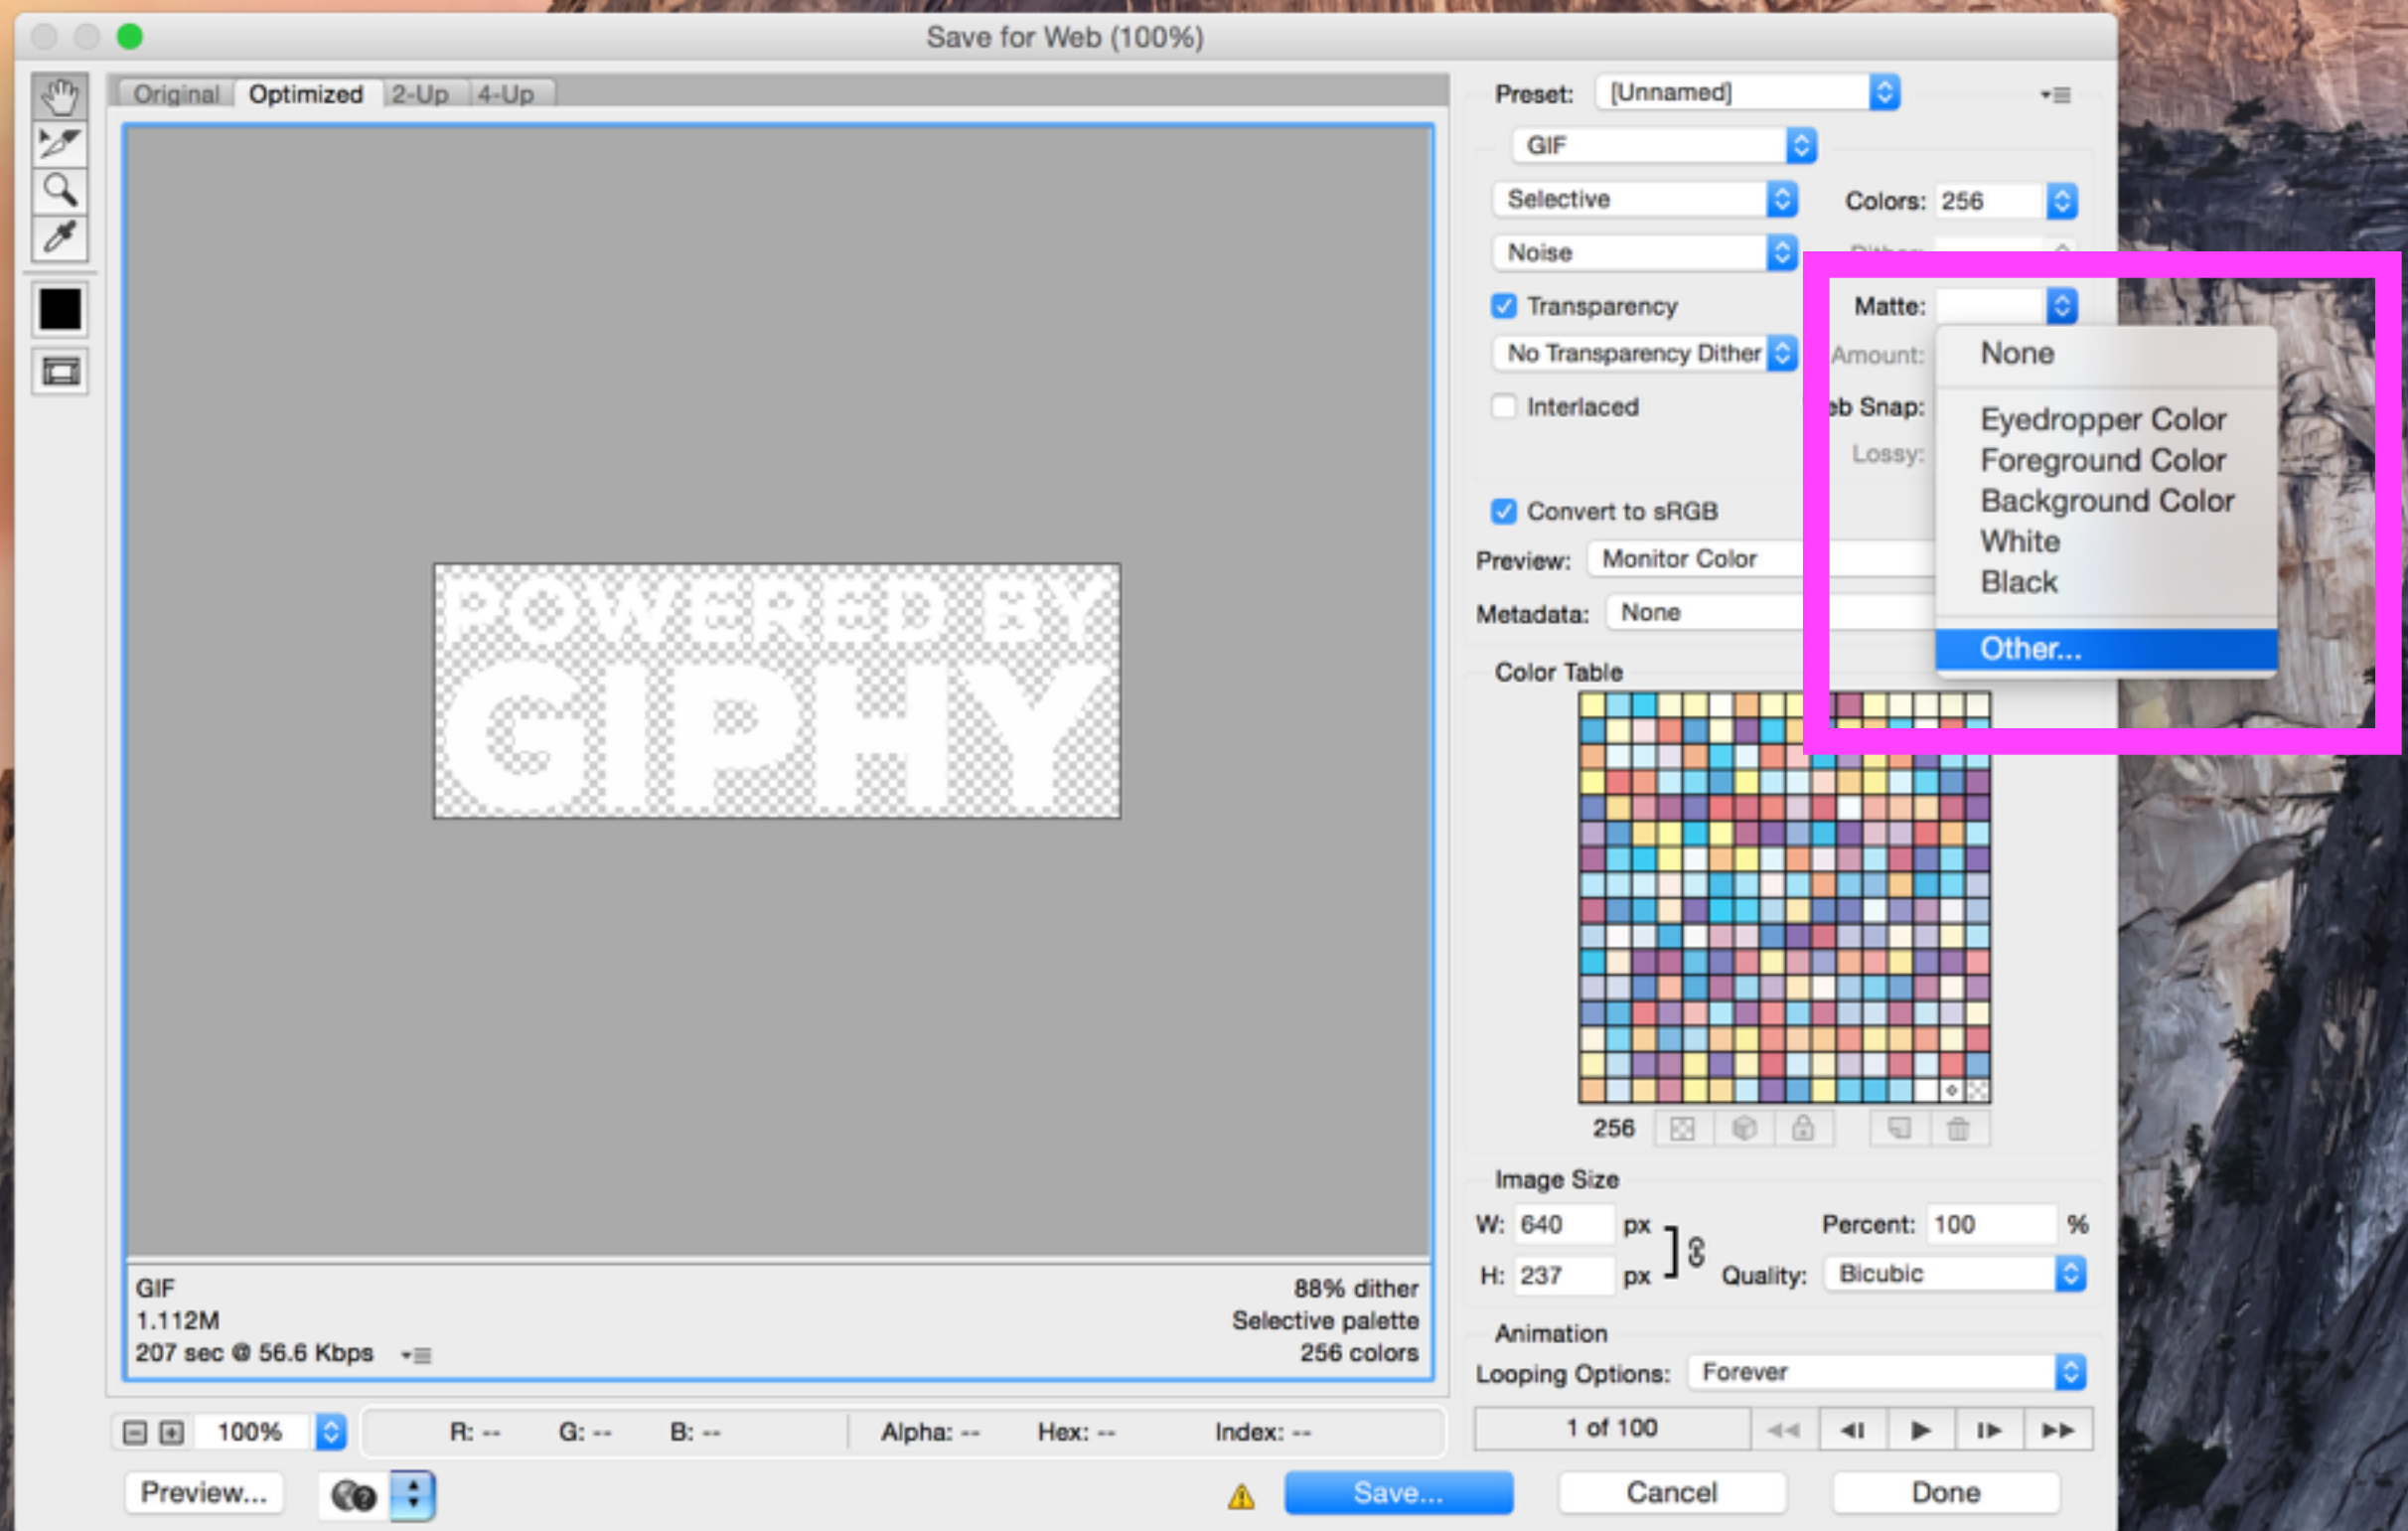 Save for Web (100%)
Original Optimized 2-Up 4-Up
Preset: [Unnamed]
GIF
Selective Colors: 256
Noise
Transparency Matte:
No Transparency Dither Amount:
Interlaced eb Snap:
Lossy:
None
Eyedropper Color
Foreground Color
Background Color
White
Black
Other...
Convert to sRGB
Preview: Monitor Color
Metadata: None
Color Table
256
POWERED BY
GIPHY
Image Size
W: 640 px Percent: 100 %
H: 237 px Quality: Bicubic
Animation
Looping Options: Forever
1 of 100
GIF 88% dither
1.112M Selective palette
207 sec @ 56.6 Kbps 256 colors
100% R: -- G: -- B: -- Alpha: -- Hex: -- Index: --
Preview... Save... Cancel Done